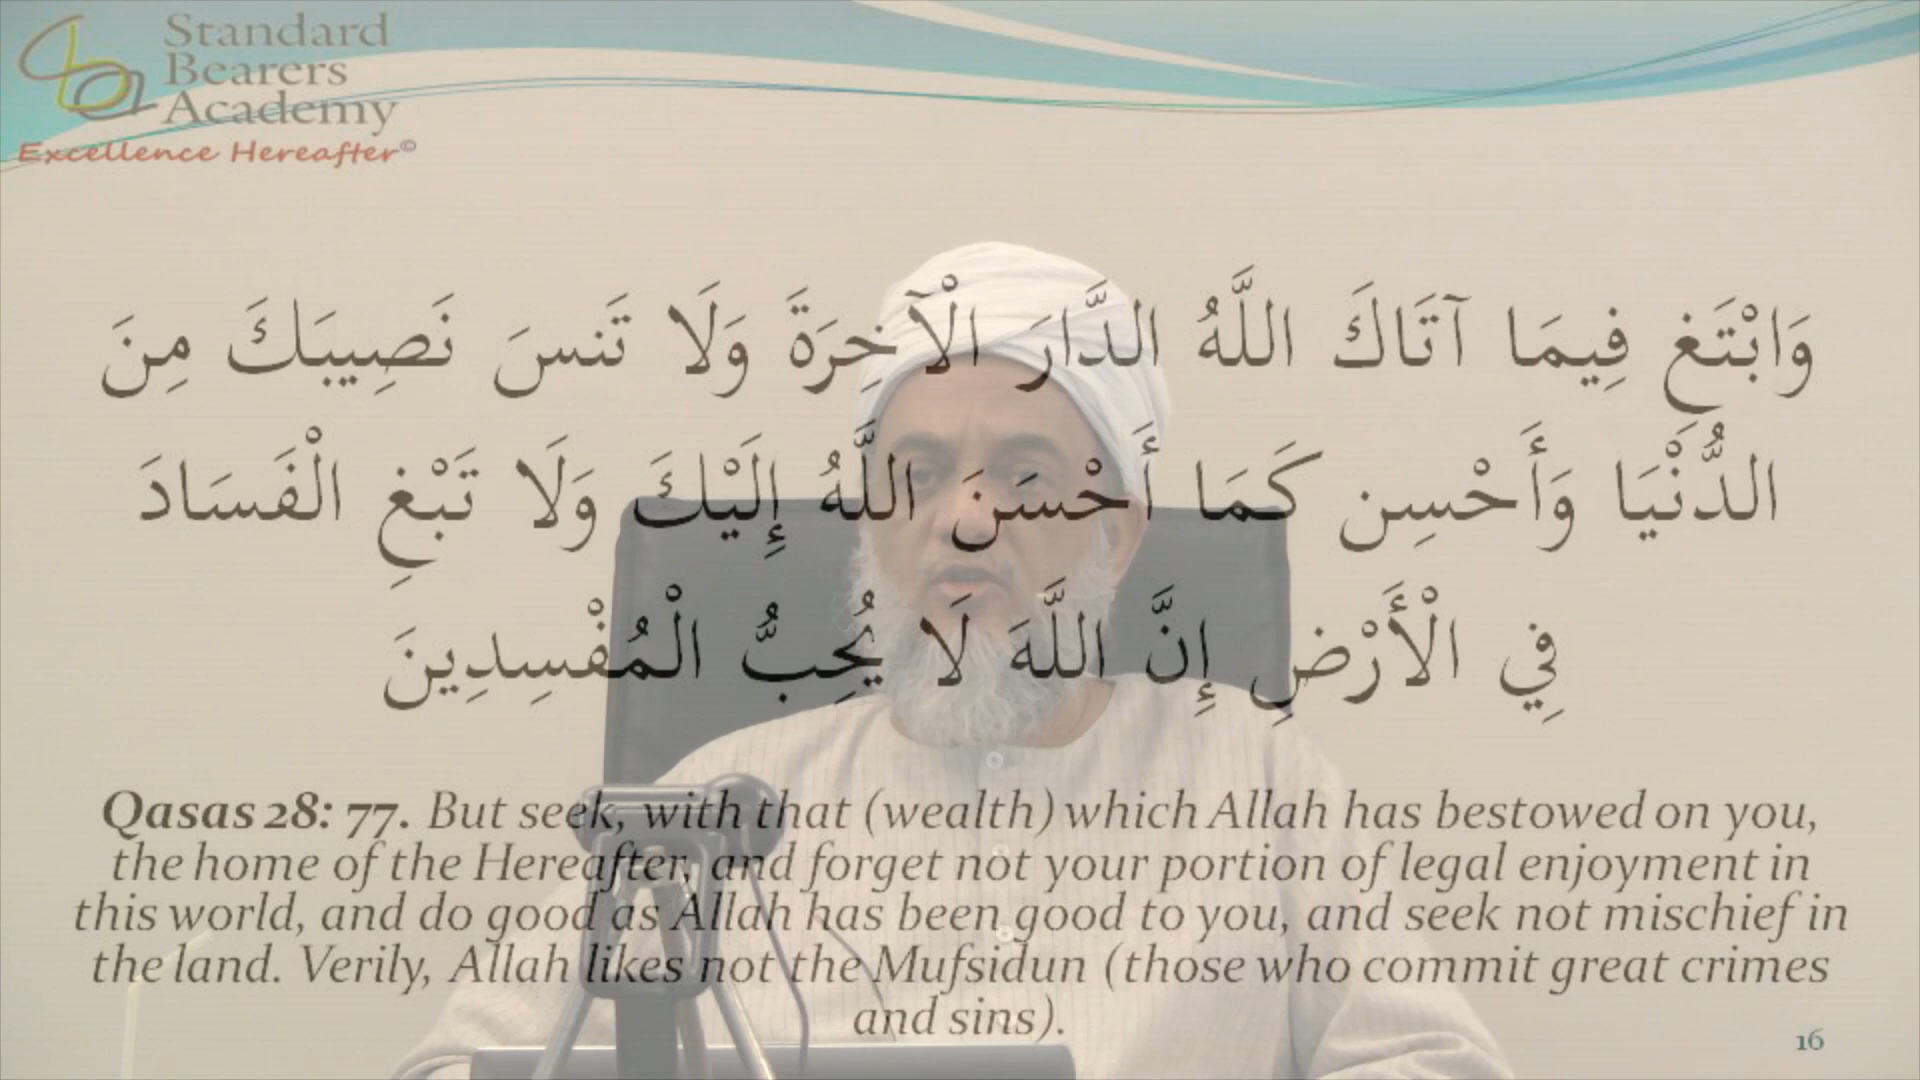 Standard
Bearers
Academy
Excellence Hereafter©
وَابْتَغِ فِيمَا آتَاكَ اللَّهُ الدَّارَ الْآخِرَةَ وَلَا تَنسَ نَصِيبَكَ مِنَ
الدُّنْيَا وَأَحْسِن كَمَا أَحْسَنَ اللَّهُ إِلَيْكَ وَلَا تَبْغِ الْفَسَادَ
فِي الْأَرْضِ إِنَّ اللَّهَ لَا يُحِبُّ الْمُفْسِدِينَ
Qasas 28: 77. But seek, with that (wealth) which Allah has bestowed on you,
the home of the Hereafter, and forget not your portion of legal enjoyment in
this world, and do good as Allah has been good to you, and seek not mischief in
the land. Verily, Allah likes not the Mufsidun (those who commit great crimes
and sins).
16